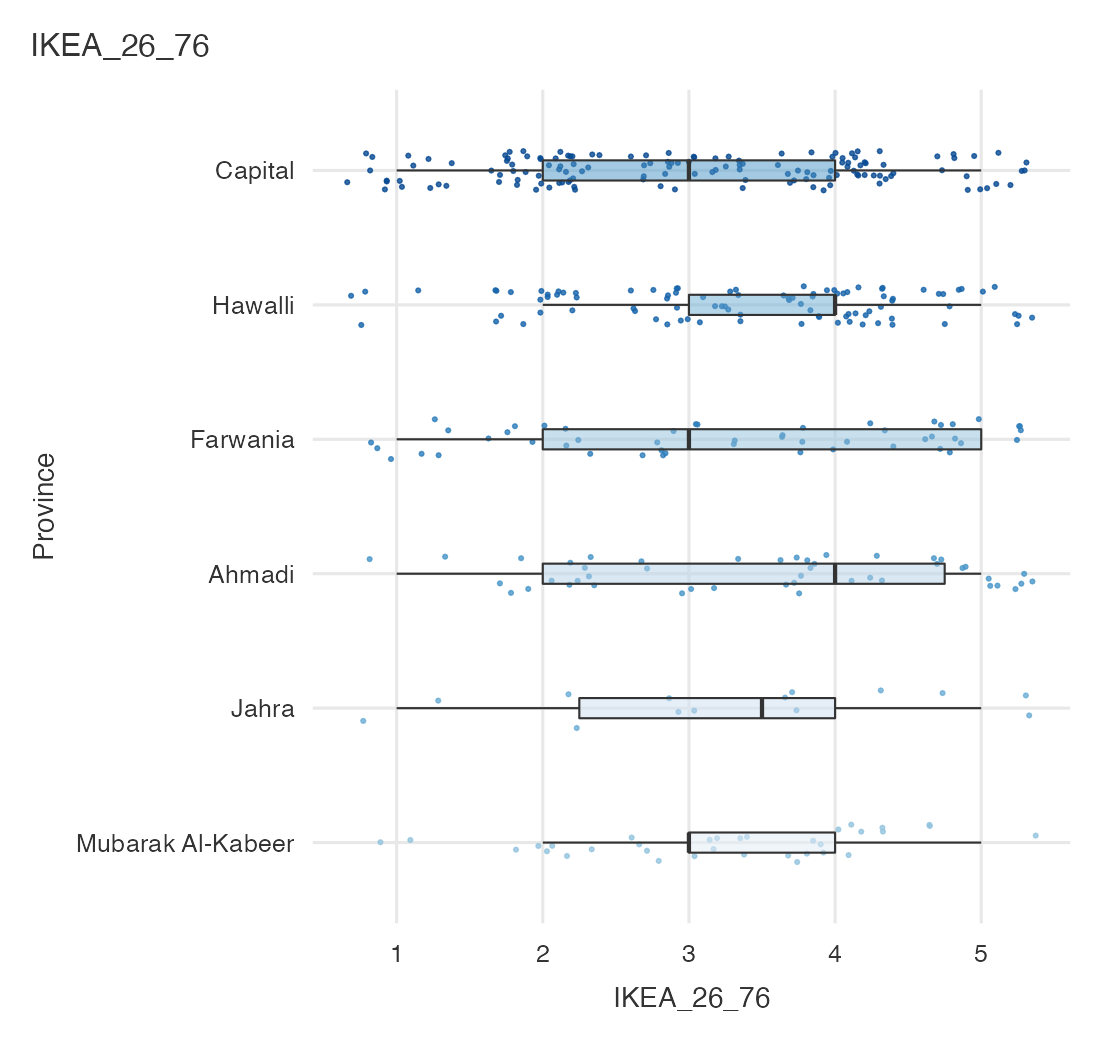 IKEA_26_76
Capital
Hawalli
Farwania
Ahmadi
Jahra
Mubarak Al-Kabeer
Province
1 2 3 4 5
IKEA_26_76